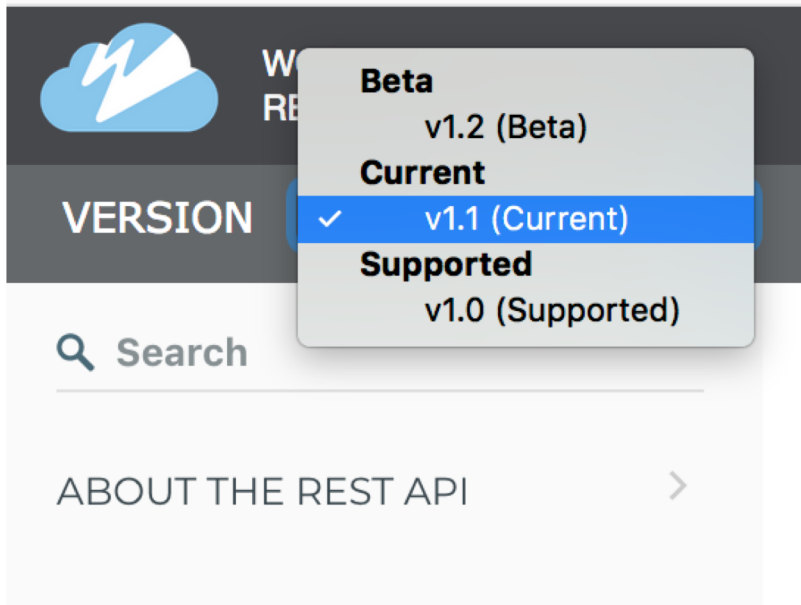 Beta
v1.2 (Beta)
Current
VERSION ✓ v1.1 (Current)
Supported
v1.0 (Supported)
Search
ABOUT THE REST API